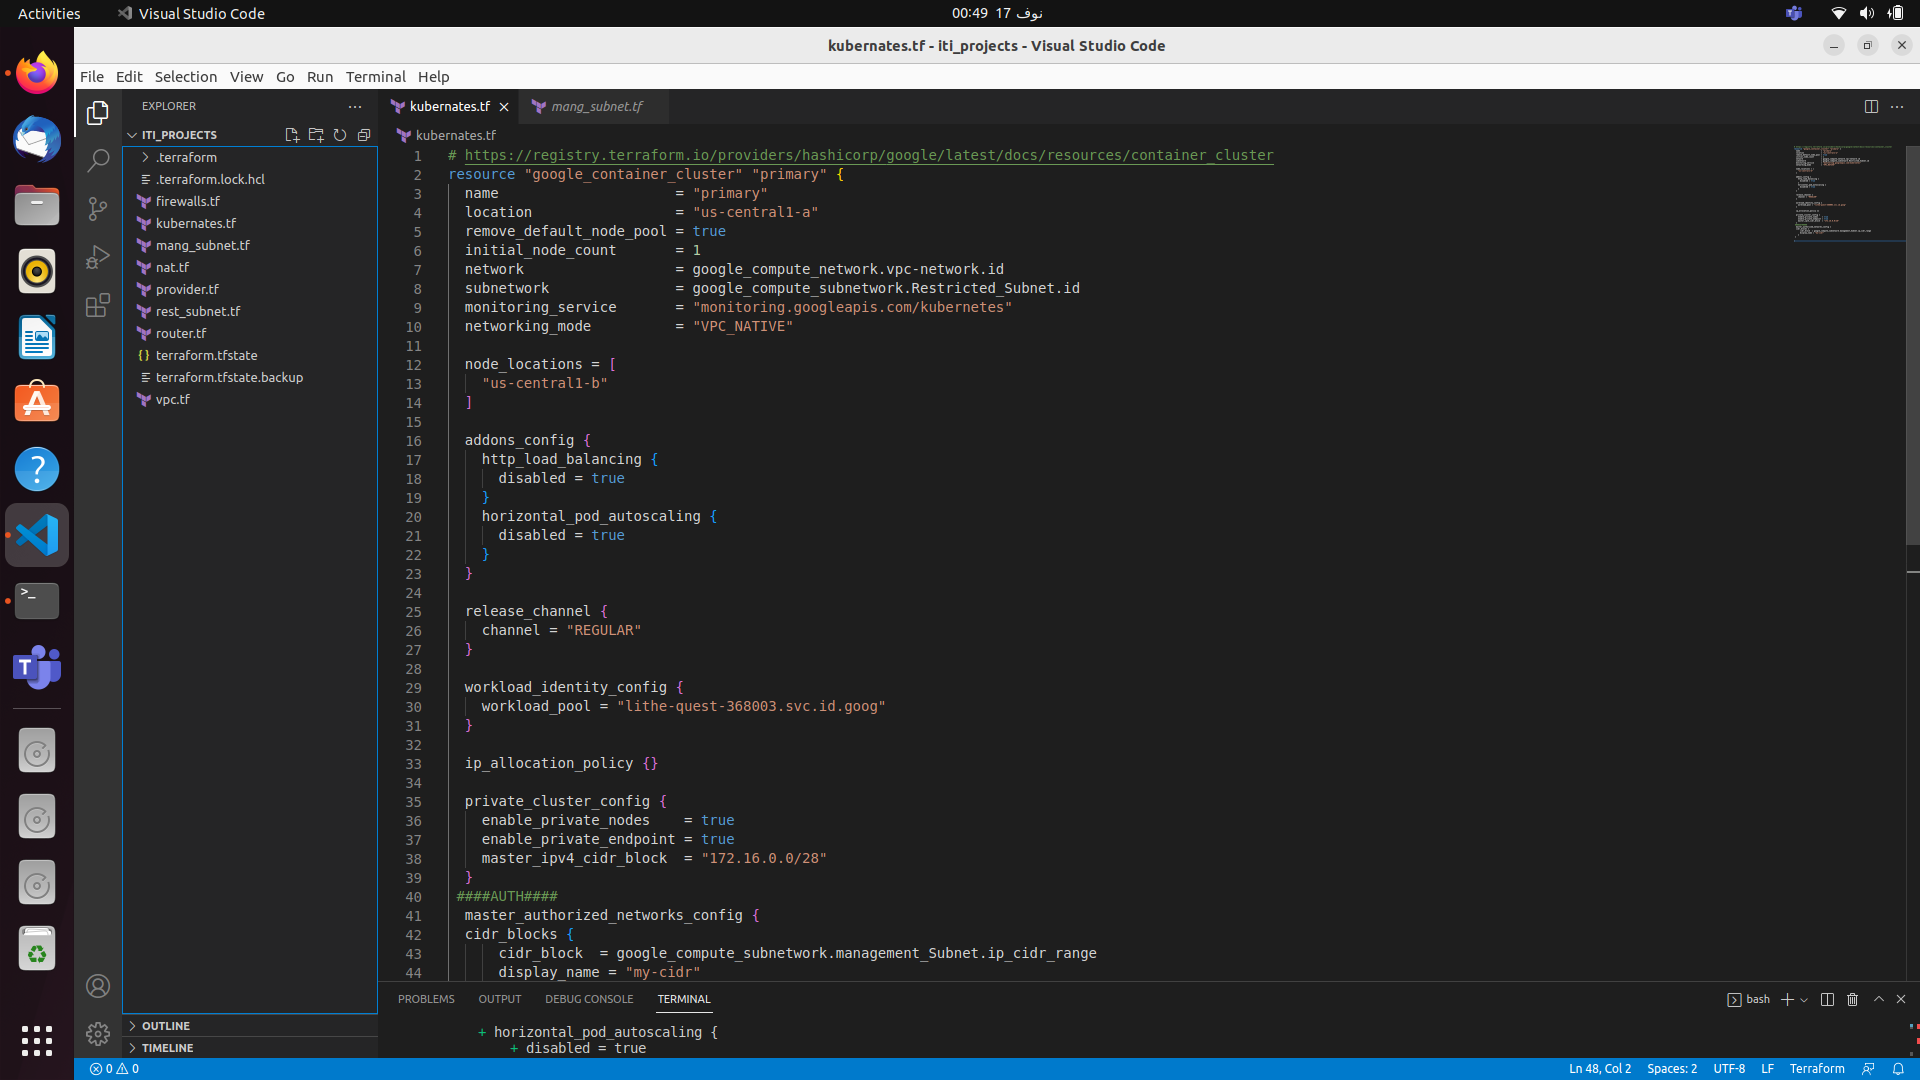 Activities
Visual Studio Code
00:49 17 نوف
kubernates.tf - iti_projects - Visual Studio Code
File Edit Selection View Go Run Terminal Help
EXPLORER
ITI_PROJECTS
.terraform
.terraform.lock.hcl
firewalls.tf
kubernates.tf
mang_subnet.tf
nat.tf
provider.tf
rest_subnet.tf
router.tf
terraform.tfstate
terraform.tfstate.backup
vpc.tf
OUTLINE
TIMELINE
kubernates.tf
mang_subnet.tf
kubernates.tf
1 # https://registry.terraform.io/providers/hashicorp/google/latest/docs/resources/container_cluster
2 resource "google_container_cluster" "primary" {
3   name                     = "primary"
4   location                 = "us-central1-a"
5   remove_default_node_pool = true
6   initial_node_count       = 1
7   network                  = google_compute_network.vpc-network.id
8   subnetwork               = google_compute_subnetwork.Restricted_Subnet.id
9   monitoring_service       = "monitoring.googleapis.com/kubernetes"
10   networking_mode          = "VPC_NATIVE"
11
12   node_locations = [
13     "us-central1-b"
14   ]
15
16   addons_config {
17     http_load_balancing {
18       disabled = true
19     }
20     horizontal_pod_autoscaling {
21       disabled = true
22     }
23   }
24
25   release_channel {
26     channel = "REGULAR"
27   }
28
29   workload_identity_config {
30     workload_pool = "lithe-quest-368003.svc.id.goog"
31   }
32
33   ip_allocation_policy {}
34
35   private_cluster_config {
36     enable_private_nodes    = true
37     enable_private_endpoint = true
38     master_ipv4_cidr_block  = "172.16.0.0/28"
39   }
40  ####AUTH####
41   master_authorized_networks_config {
42   cidr_blocks {
43       cidr_block  = google_compute_subnetwork.management_Subnet.ip_cidr_range
44       display_name = "my-cidr"
PROBLEMS OUTPUT DEBUG CONSOLE TERMINAL
bash
+ horizontal_pod_autoscaling {
+ disabled = true
0 0
Ln 48, Col 2 Spaces: 2 UTF-8 LF Terraform